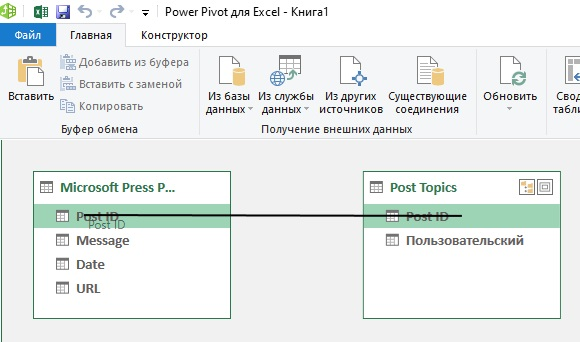 Power Pivot для Excel - Книга1
Файл Главная Конструктор
Вставить
Добавить из буфера
Вставить с заменой
Копировать
Буфер обмена
Из базы данных
Из службы данных
Из других источников
Существующие соединения
Получение внешних данных
Обновить
Свод
табли
Microsoft Press P...
Post ID
Post ID
Message
Date
URL
Post Topics
Post ID
Пользовательский